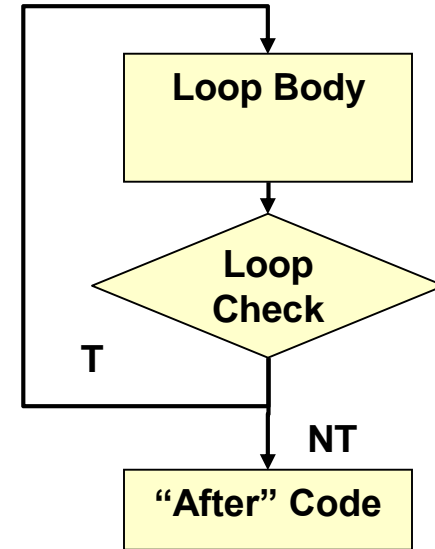 Loop Body
Loop
Check
T
NT
“After” Code